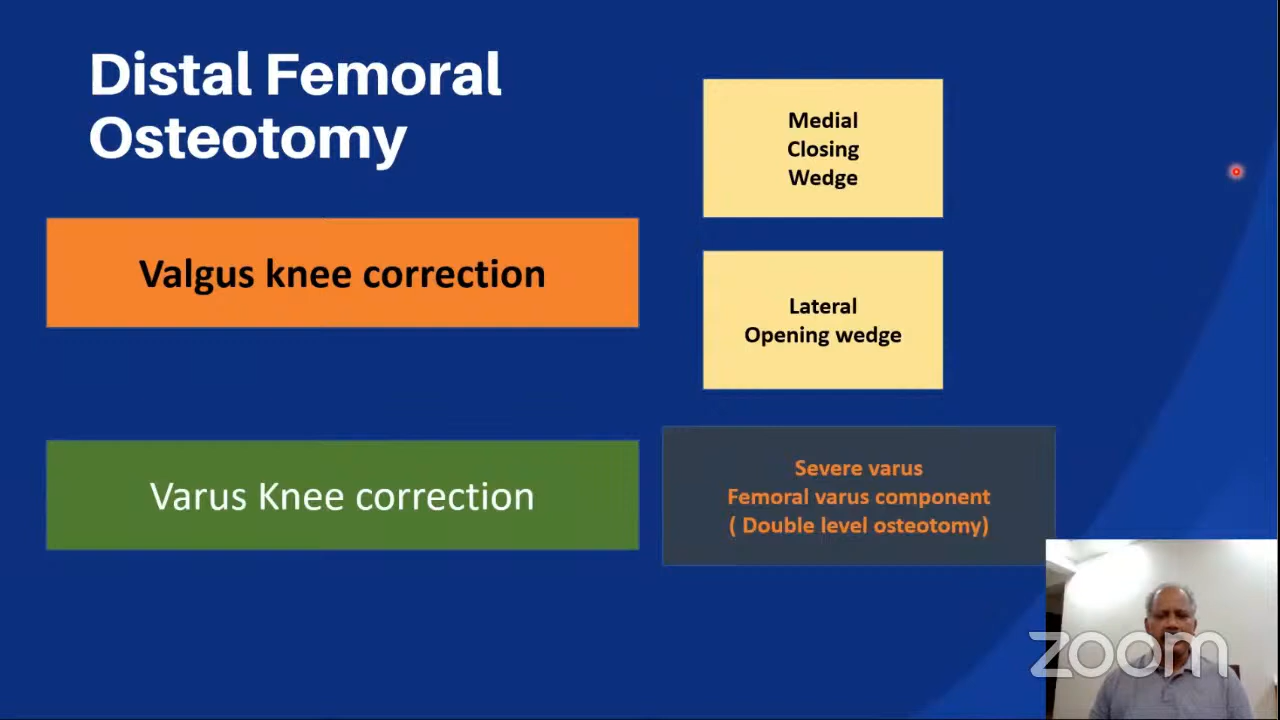 Distal Femoral
Osteotomy
Valgus knee correction
Medial
Closing
Wedge
Lateral
Opening wedge
Varus Knee correction
Severe varus
Femoral varus component
( Double level osteotomy)
zoom